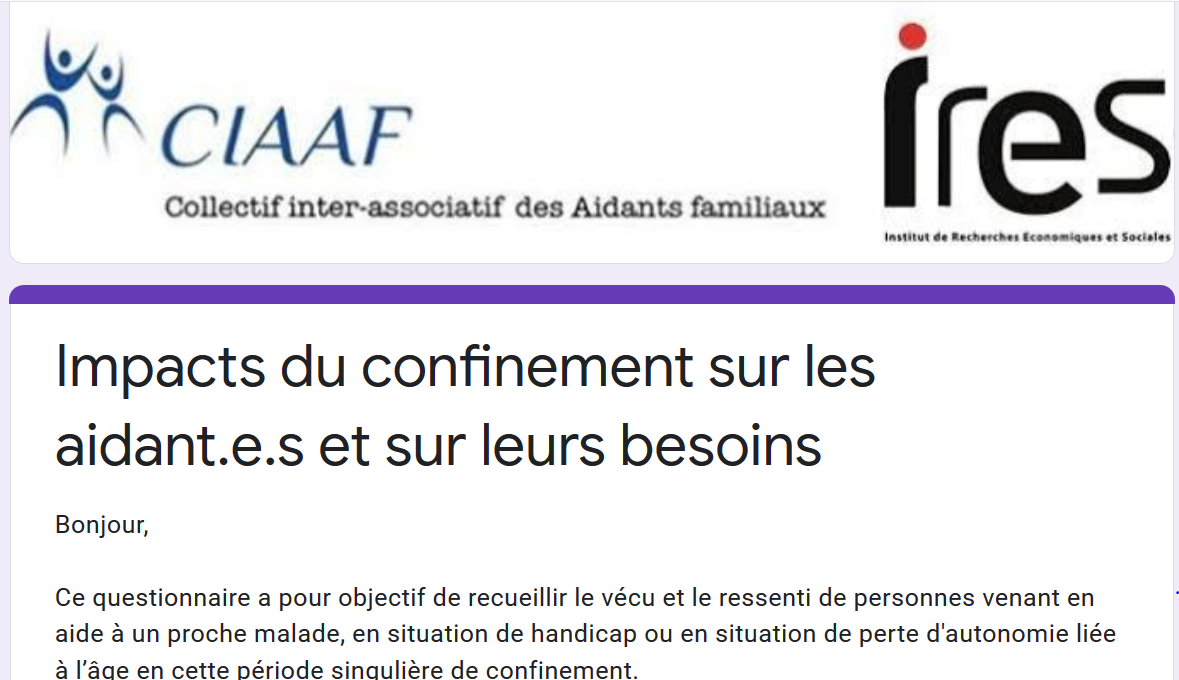 CIAAF
Collectif inter-associatif des Aidants familiaux
ires
Institut de Recherches Economiques et Sociales
Impacts du confinement sur les
aidant.e.s et sur leurs besoins
Bonjour,
Ce questionnaire a pour objectif de recueillir le vécu et le ressenti de personnes venant en
aide à un proche malade, en situation de handicap ou en situation de perte d'autonomie liée
à l’âge en cette période singulière de confinement.